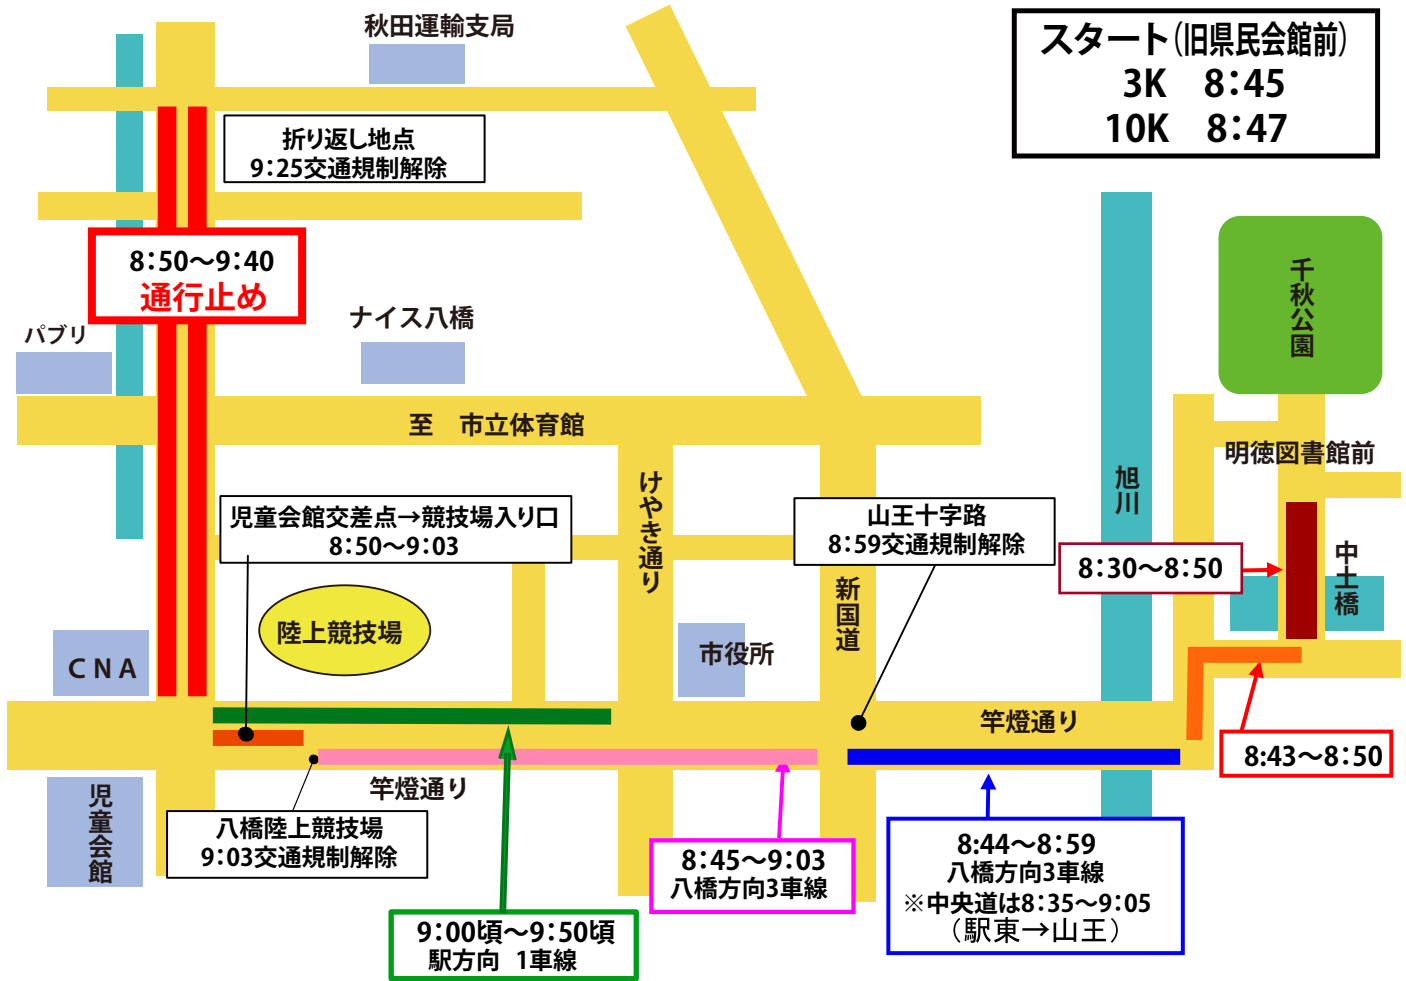 秋田運輸支局
スタート(旧県民会館前)
3K 8：45
10K 8：47
折り返し地点
9：25交通規制解除
8：50～9：40
通行止め
千秋公園
パブリ
ナイス八橋
至 市立体育館
明徳図書館前
けやき通り
旭川
児童会館交差点→競技場入り口
8：50～9：03
山王十字路
8：59交通規制解除
8：30～8：50
中土橋
新国道
陸上競技場
市役所
CNA
竿燈通り
8:43～8:50
竿燈通り
児童会館
八橋陸上競技場
9：03交通規制解除
8：45～9：03
八橋方向3車線
8:44～8:59
八橋方向3車線
※中央道は8:35～9:05
（駅東→山王）
9：00頃～9：50頃
駅方向 1車線